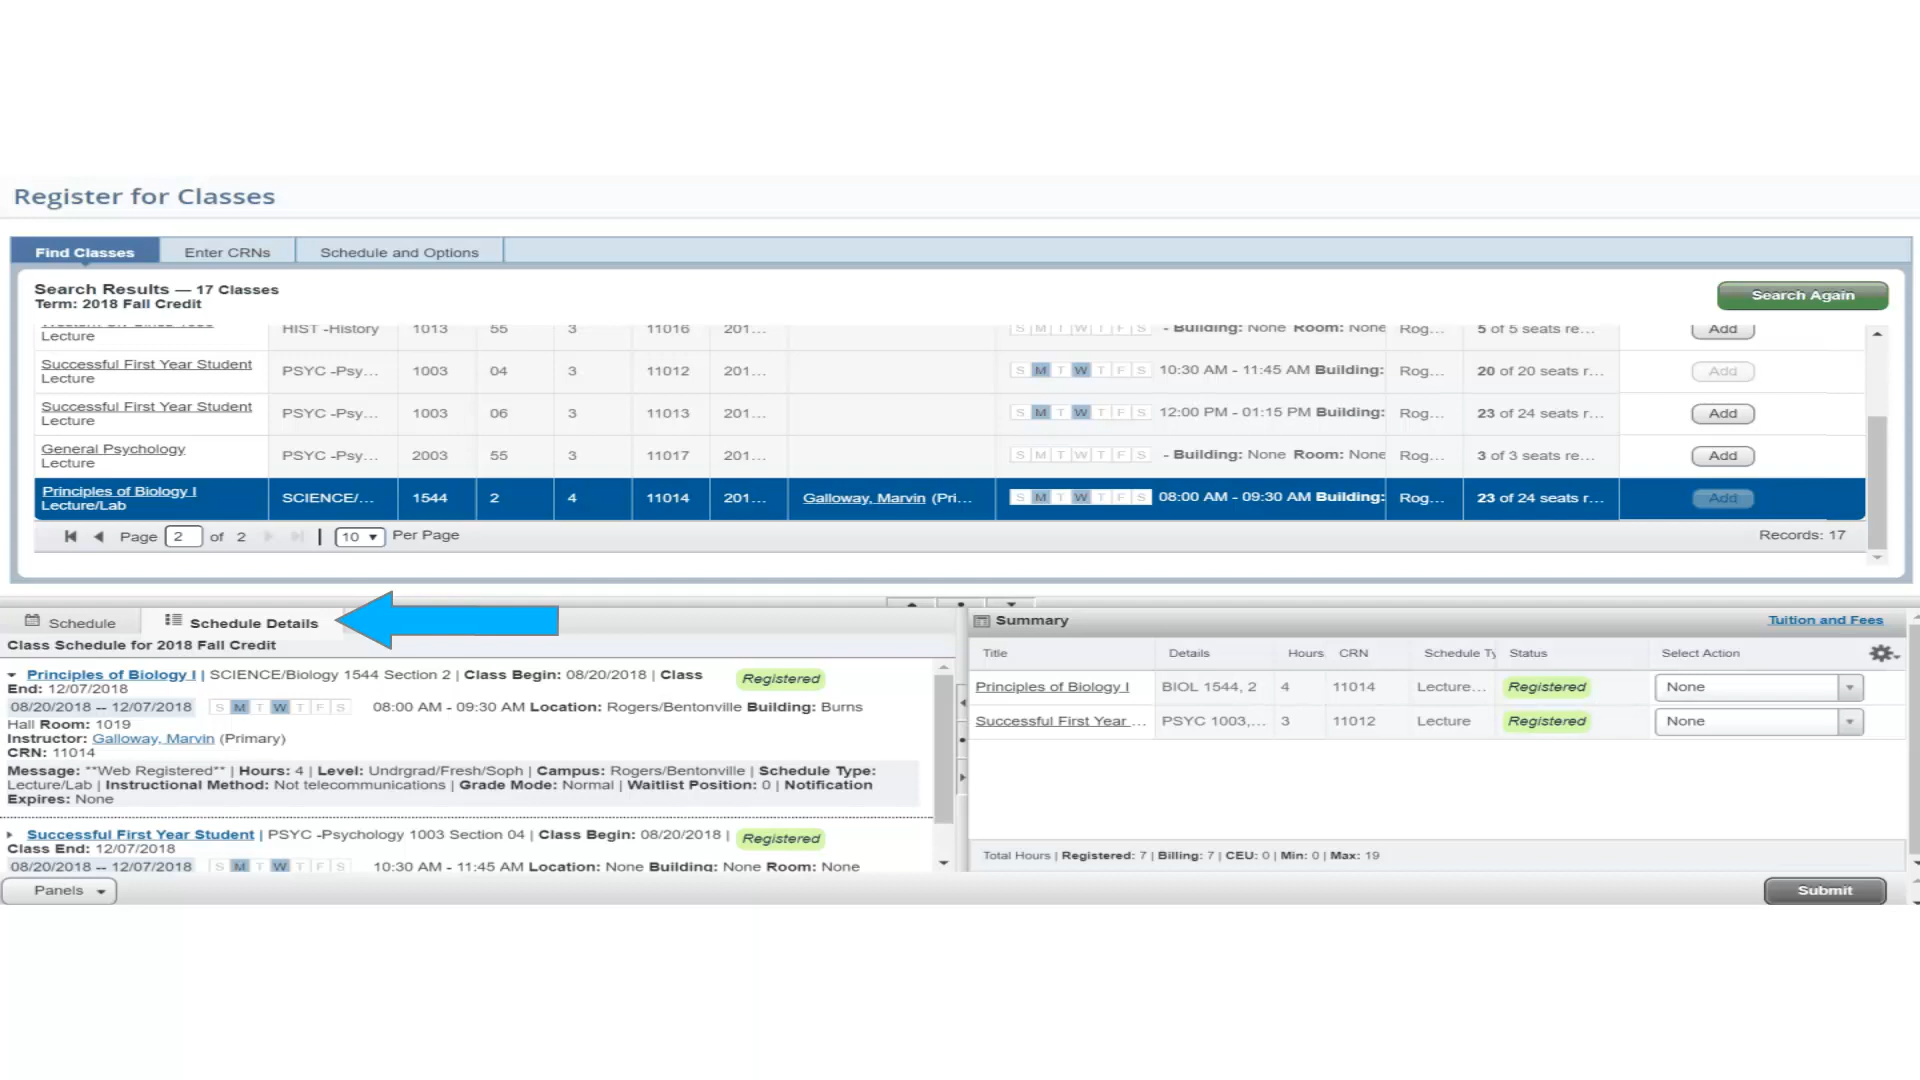 Register for Classes
Find Classes
Enter CRNs
Schedule and Options
Search Results — 17 Classes
Term: 2018 Fall Credit
Search Again
Lecture HIST -History 1013 55 3 11016 201... S M T W T F S - Building: None Room: None Rog... 5 of 5 seats re... Add
Successful First Year Student PSYC -Psy... 1003 04 3 11012 201... S M T W T F S 10:30 AM - 11:45 AM Building: Rog... 20 of 20 seats r... Add
Lecture
Successful First Year Student PSYC -Psy... 1003 06 3 11013 201... S M T W T F S 12:00 PM - 01:15 PM Building: Rog... 23 of 24 seats r... Add
Lecture
General Psychology PSYC -Psy... 2003 55 3 11017 201... S M T W T F S - Building: None Room: None Rog... 3 of 3 seats re... Add
Lecture
Principles of Biology I SCIENCE/... 1544 2 4 11014 201... Galloway, Marvin (Pri... S M T W T F S 08:00 AM - 09:30 AM Building: Rog... 23 of 24 seats r... Add
Lecture/Lab
Page 2 of 2 | 10 Per Page Records: 17
Schedule
Schedule Details
Class Schedule for 2018 Fall Credit
Principles of Biology I | SCIENCE/Biology 1544 Section 2 | Class Begin: 08/20/2018 | Class Registered
End: 12/07/2018
08/20/2018 -- 12/07/2018 S M T W T F S 08:00 AM - 09:30 AM Location: Rogers/Bentonville Building: Burns
Hall Room: 1019
Instructor: Galloway, Marvin (Primary)
CRN: 11014
Message: **Web Registered** | Hours: 4 | Level: Undrgrad/Fresh/Soph | Campus: Rogers/Bentonville | Schedule Type:
Lecture/Lab | Instructional Method: Not telecommunications | Grade Mode: Normal | Waitlist Position: 0 | Notification
Expires: None
Successful First Year Student | PSYC -Psychology 1003 Section 04 | Class Begin: 08/20/2018 | Registered
Class End: 12/07/2018
08/20/2018 -- 12/07/2018 S M T W T F S 10:30 AM - 11:45 AM Location: None Building: None Room: None
Panels
Summary
Tuition and Fees
Title Details Hours CRN Schedule Ty Status Select Action
Principles of Biology I BIOL 1544, 2 4 11014 Lecture... Registered None
Successful First Year ... PSYC 1003,... 3 11012 Lecture Registered None
Total Hours | Registered: 7 | Billing: 7 | CEU: 0 | Min: 0 | Max: 19
Submit